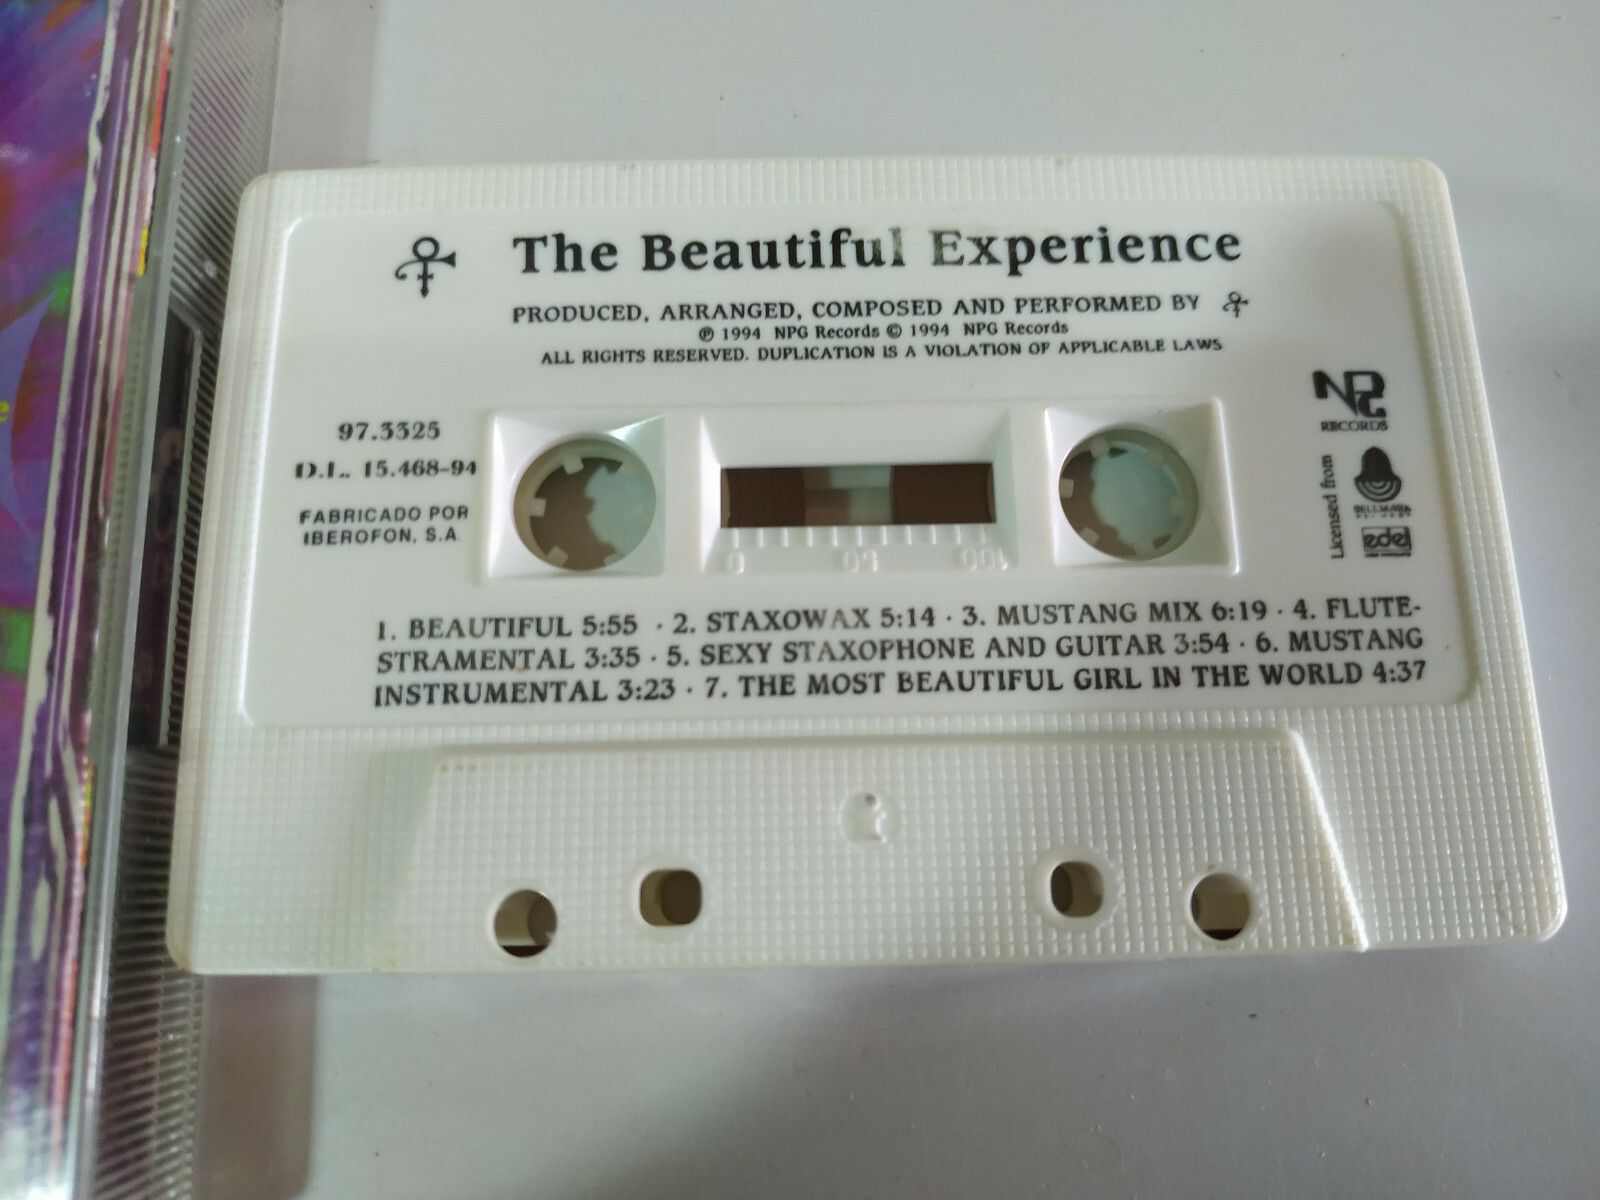 The Beautiful Experience
PRODUCED, ARRANGED, COMPOSED AND PERFORMED BY
℗ 1994 NPG Records © 1994 NPG Records
ALL RIGHTS RESERVED. DUPLICATION IS A VIOLATION OF APPLICABLE LAWS
NPG
RECORDS
97.3325
D.L. 15.468-94
FABRICADO POR
IBEROFON, S.A.
Licensed from
BELLMARK
edel
0 50 100
1. BEAUTIFUL 5:55 · 2. STAXOWAX 5:14 · 3. MUSTANG MIX 6:19 · 4. FLUTE-
STRAMENTAL 3:35 · 5. SEXY STAXOPHONE AND GUITAR 3:54 · 6. MUSTANG
INSTRUMENTAL 3:23 · 7. THE MOST BEAUTIFUL GIRL IN THE WORLD 4:37
i
e